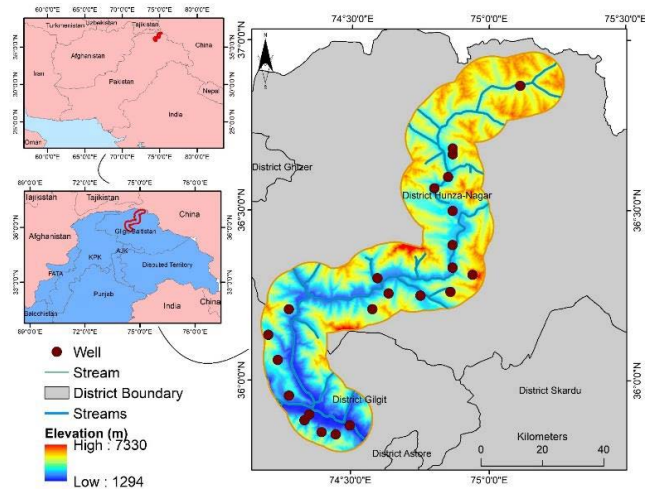 60°0'0"E 65°0'0"E 70°0'0"E 75°0'0"E 80°0'0"E
Turkmenistan Uzbekistan Tajikistan
China
Afghanistan
Iran
Pakistan
Nepal
India
Oman
35°0'0"N
30°0'0"N
25°0'0"N
60°0'0"E 65°0'0"E 70°0'0"E 75°0'0"E 80°0'0"E
69°0'0"E 72°0'0"E 75°0'0"E 78°0'0"E
Tajikistan Tajikistan
China
Gilgit-Baltistan
Afghanistan
AJK
KPK
Disputed Territory
FATA
Punjab
India
China
Balochistan
36°0'0"N
33°0'0"N
69°0'0"E 72°0'0"E 75°0'0"E 78°0'0"E
Well
Stream
District Boundary
Streams
Elevation (m)
High : 7330
Low : 1294
74°30'E 75°0'E 75°30'E
37°0'N
36°30'N
36°0'N
N
District Ghizer
District Hunza-Nagar
District Gilgit
District Skardu
District Astore
Kilometers
0 10 20 40
74°30'E 75°0'E